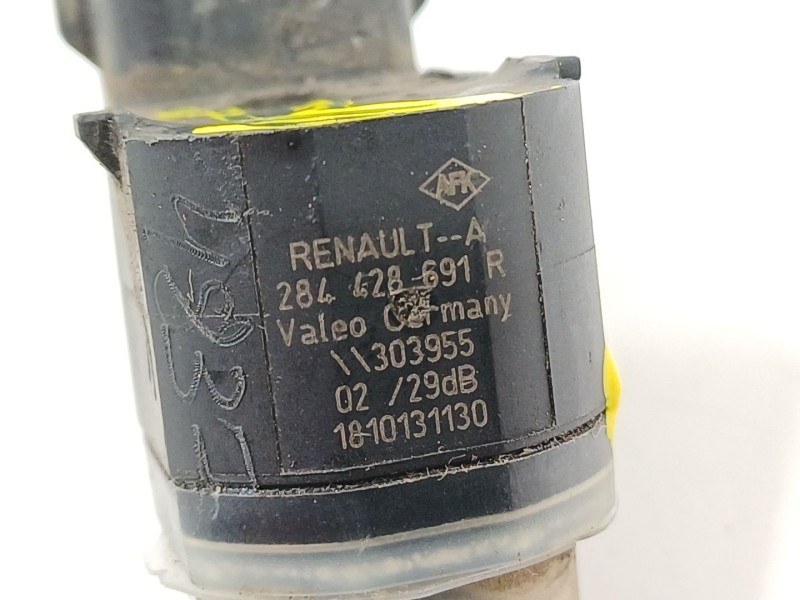 AFK
RENAULT--A
284 428 691 R
Valeo Germany
\\303955
02 /29dB
1810131130